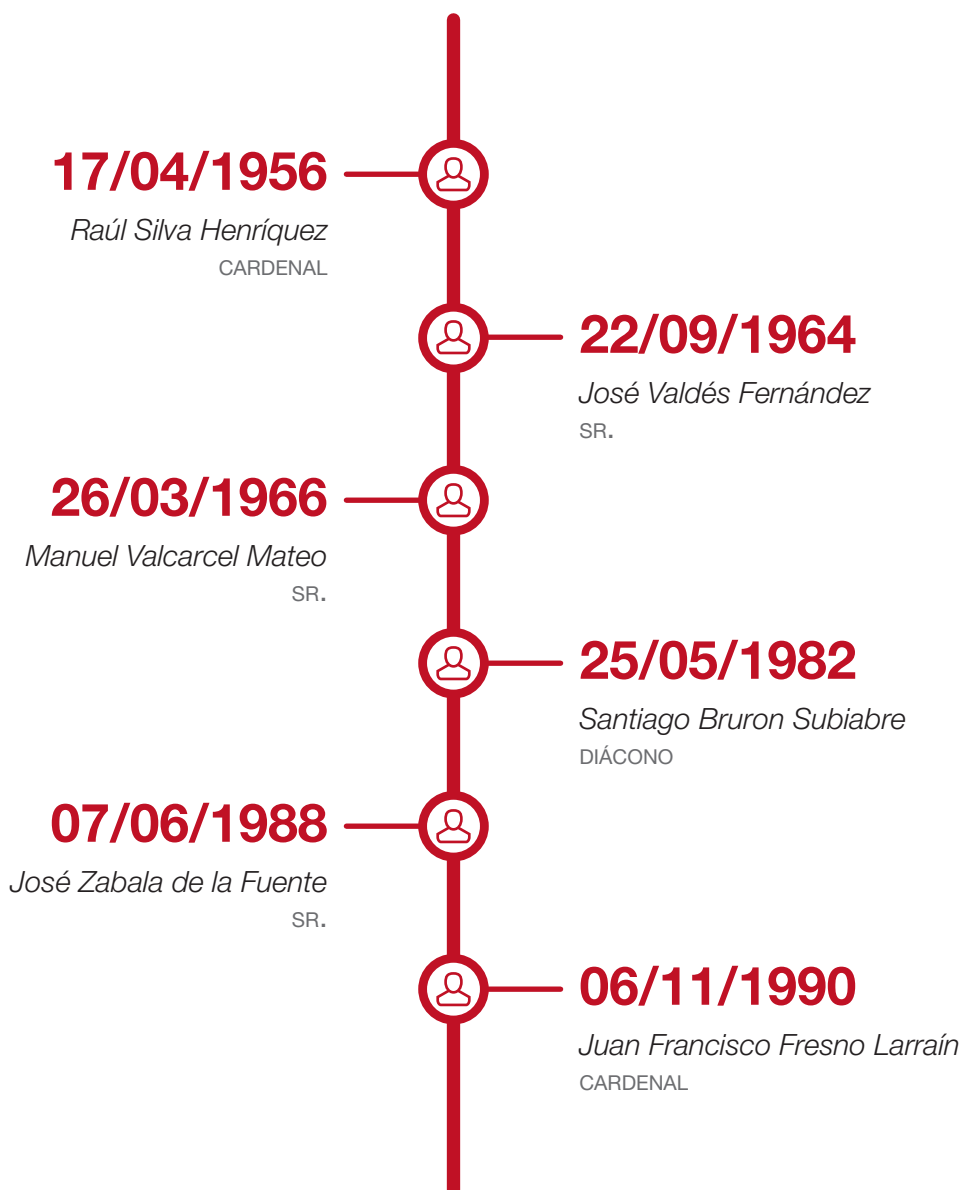 17/04/1956
Raúl Silva Henríquez
CARDENAL
22/09/1964
José Valdés Fernández
SR.
26/03/1966
Manuel Valcarcel Mateo
SR.
25/05/1982
Santiago Bruron Subiabre
DIÁCONO
07/06/1988
José Zabala de la Fuente
SR.
06/11/1990
Juan Francisco Fresno Larraín
CARDENAL